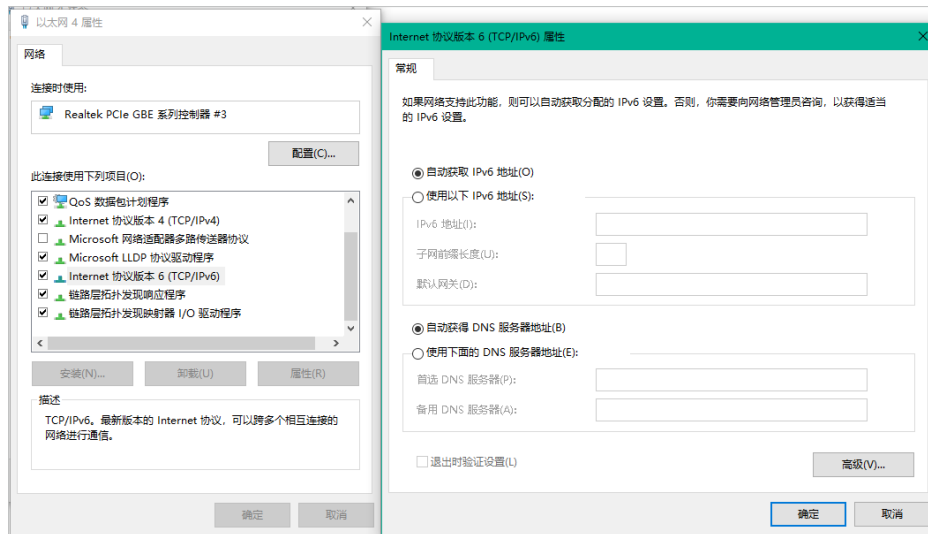 以太网 4 属性
网络
连接时使用:
Realtek PCIe GBE 系列控制器 #3
配置(C)...
此连接使用下列项目(O):
QoS 数据包计划程序
Internet 协议版本 4 (TCP/IPv4)
Microsoft 网络适配器多路传送器协议
Microsoft LLDP 协议驱动程序
Internet 协议版本 6 (TCP/IPv6)
链路层拓扑发现响应程序
链路层拓扑发现映射器 I/O 驱动程序
安装(N)...
卸载(U)
属性(R)
描述
TCP/IPv6。最新版本的 Internet 协议，可以跨多个相互连接的
网络进行通信。
确定
取消
Internet 协议版本 6 (TCP/IPv6) 属性
常规
如果网络支持此功能，则可以自动获取分配的 IPv6 设置。否则，你需要向网络管理员咨询，以获得适当
的 IPv6 设置。
自动获取 IPv6 地址(O)
使用以下 IPv6 地址(S):
IPv6 地址(I):
子网前缀长度(U):
默认网关(D):
自动获得 DNS 服务器地址(B)
使用下面的 DNS 服务器地址(E):
首选 DNS 服务器(P):
备用 DNS 服务器(A):
退出时验证设置(L)
高级(V)...
确定
取消